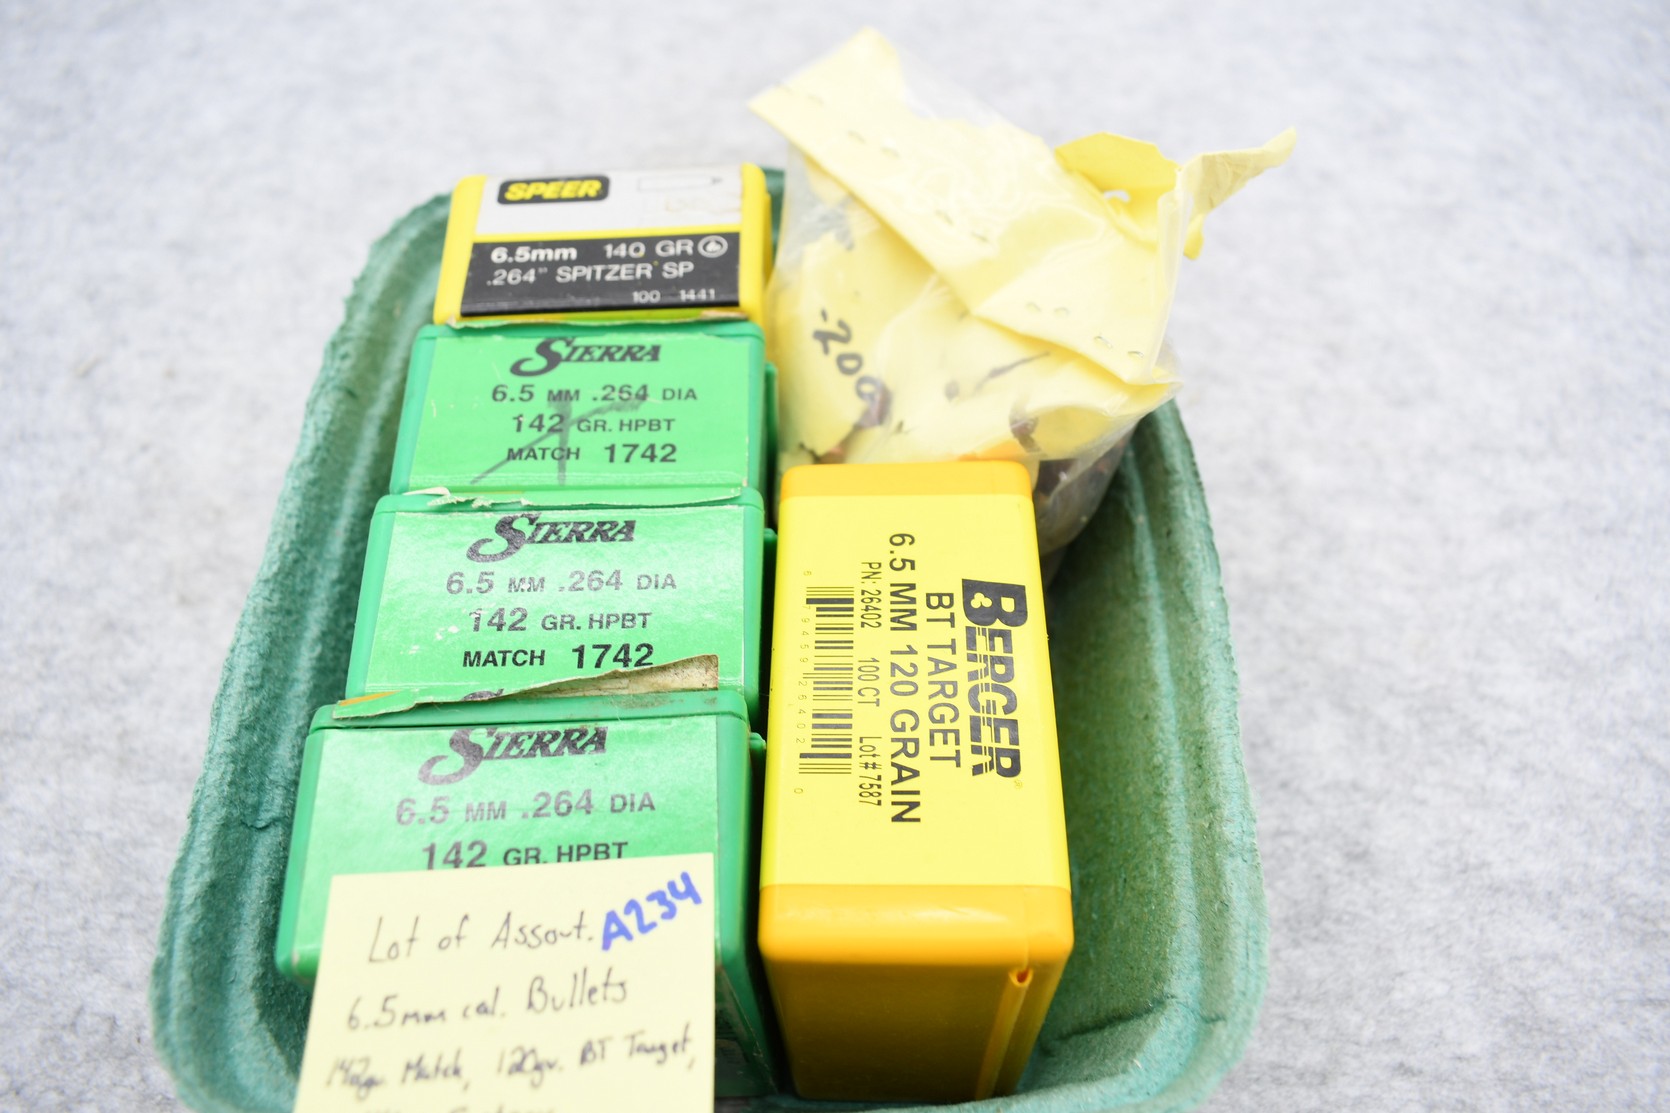 SPEER
6.5mm 140 GR
.264" SPITZER SP
100 1441
SIERRA
6.5 MM .264 DIA
142 GR. HPBT
MATCH 1742
SIERRA
6.5 MM .264 DIA
142 GR. HPBT
MATCH 1742
SIERRA
6.5 MM .264 DIA
142 GR. HPBT
Lot of Assort. A234
6.5mm cal. Bullets
142gr. Match, 120gr. BT Target,
-200
BERGER
BT TARGET
6.5 MM 120 GRAIN
PN: 26402 100 CT Lot#7587